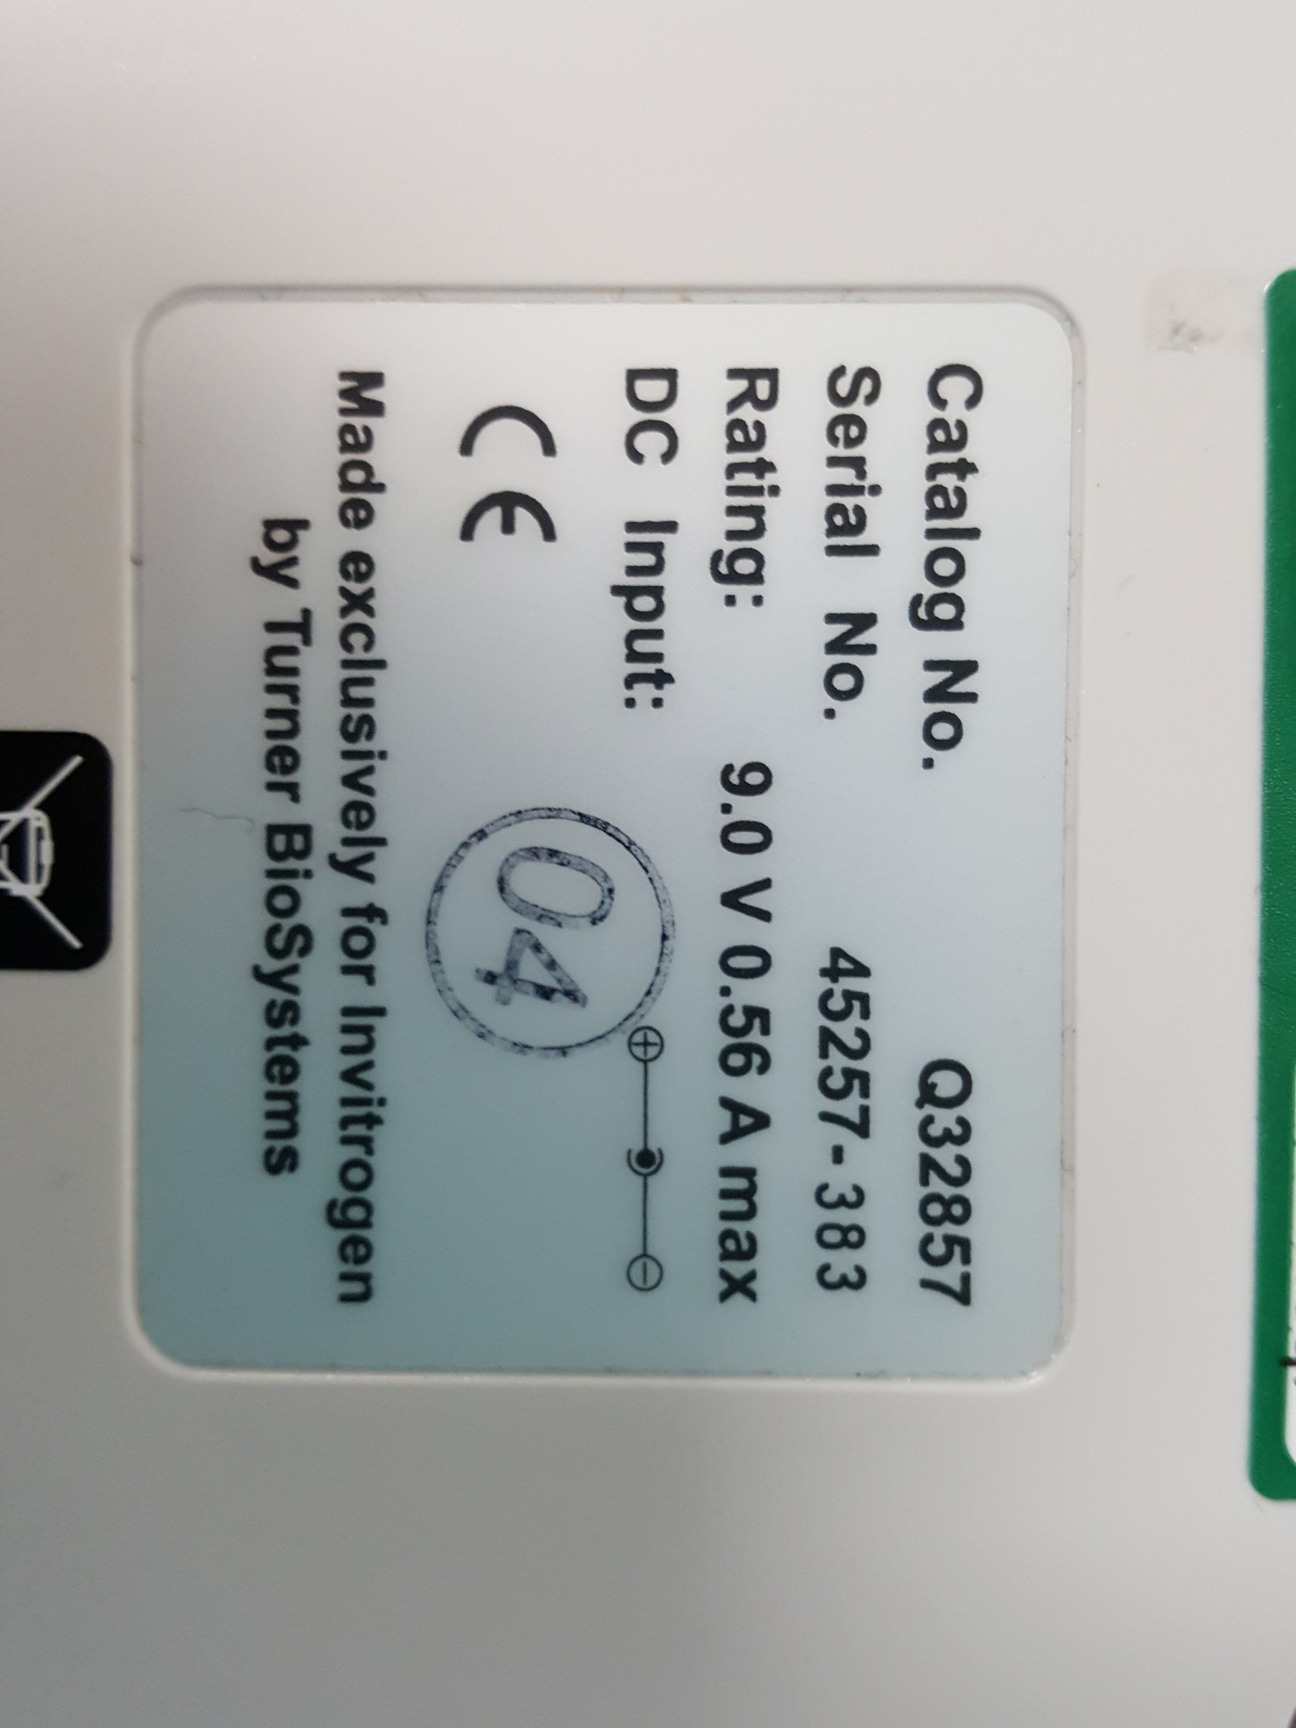 Catalog No. Q32857
Serial No. 45257-383
Rating: 9.0 V 0.56 A max
DC Input:
CE
04
Made exclusively for Invitrogen
by Turner BioSystems